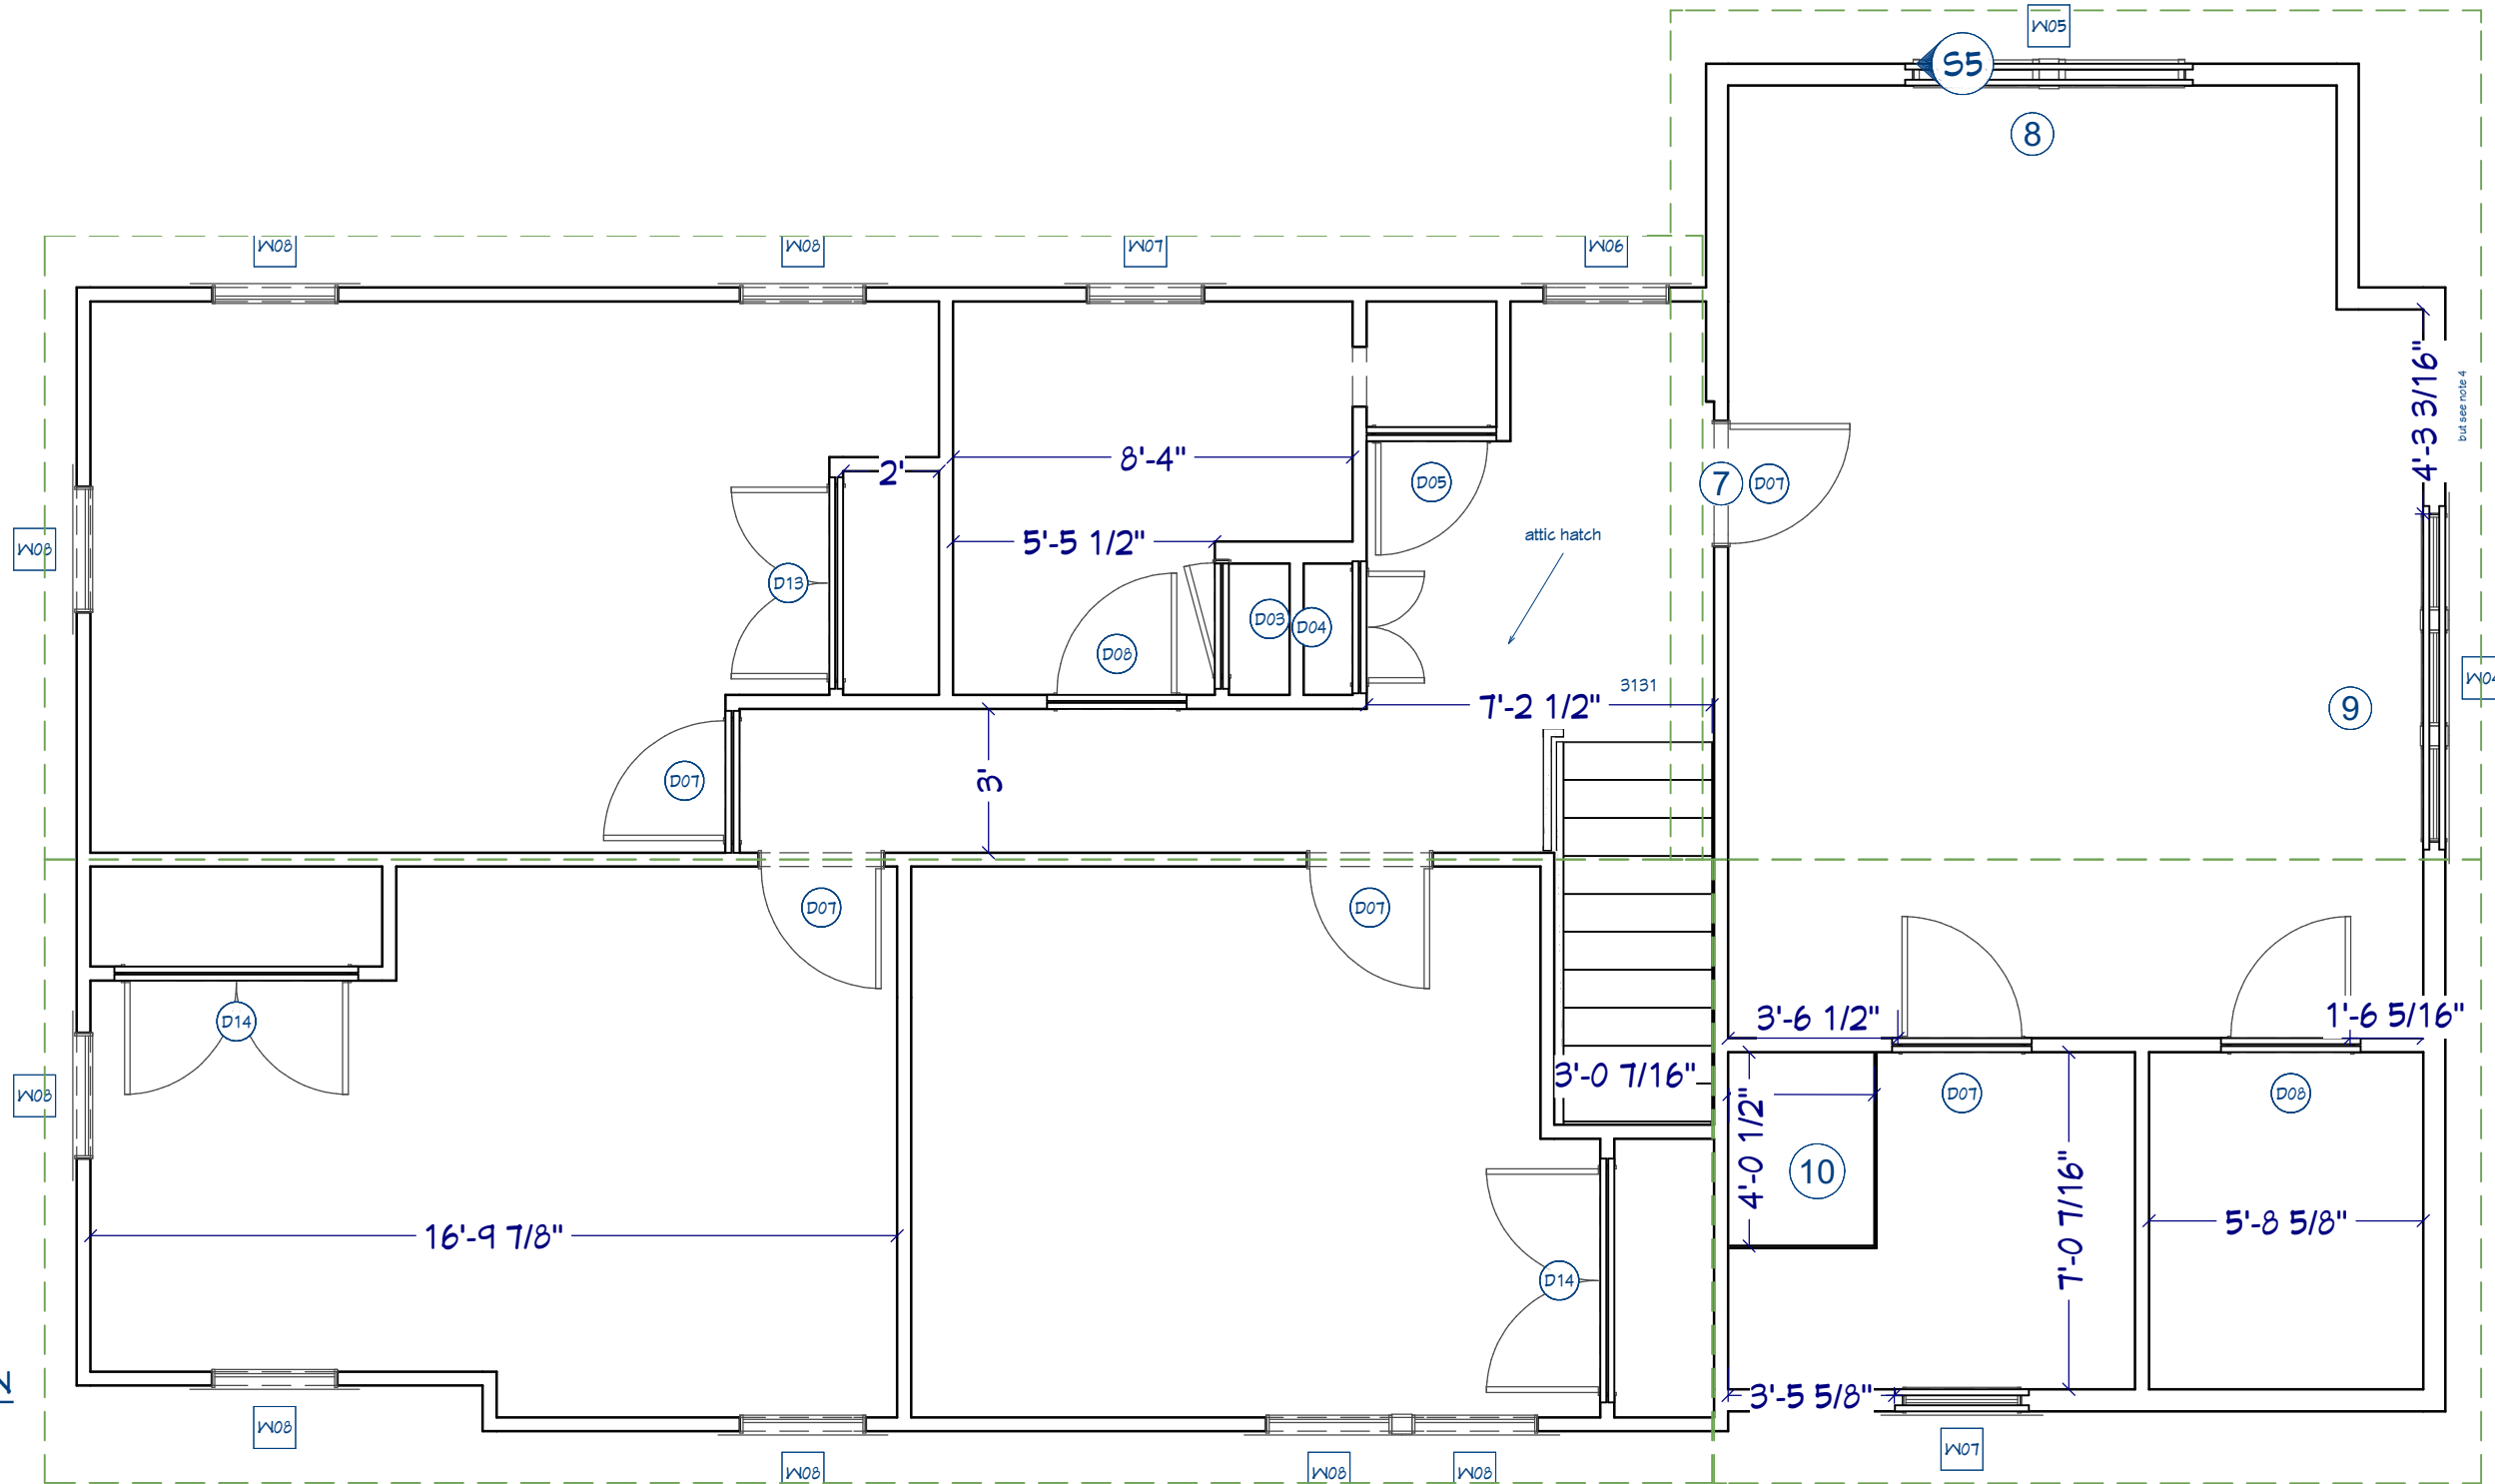 W05
S5
8
W08
W08
W07
W06
4'-3 3/16"
but see note 4
8'-4"
2'
D05
7
D07
attic hatch
5'-5 1/2"
W08
D13
D03
D04
D08
3131
7'-2 1/2"
9
D07
3'
D07
D07
D14
3'-6 1/2"
1'-6 5/16"
3'-0 7/16"
W08
D07
D08
4'-0 1/2"
10
7'-0 7/16"
5'-8 5/8"
16'-9 7/8"
D14
3'-5 5/8"
W08
W08
W08
W08
W07